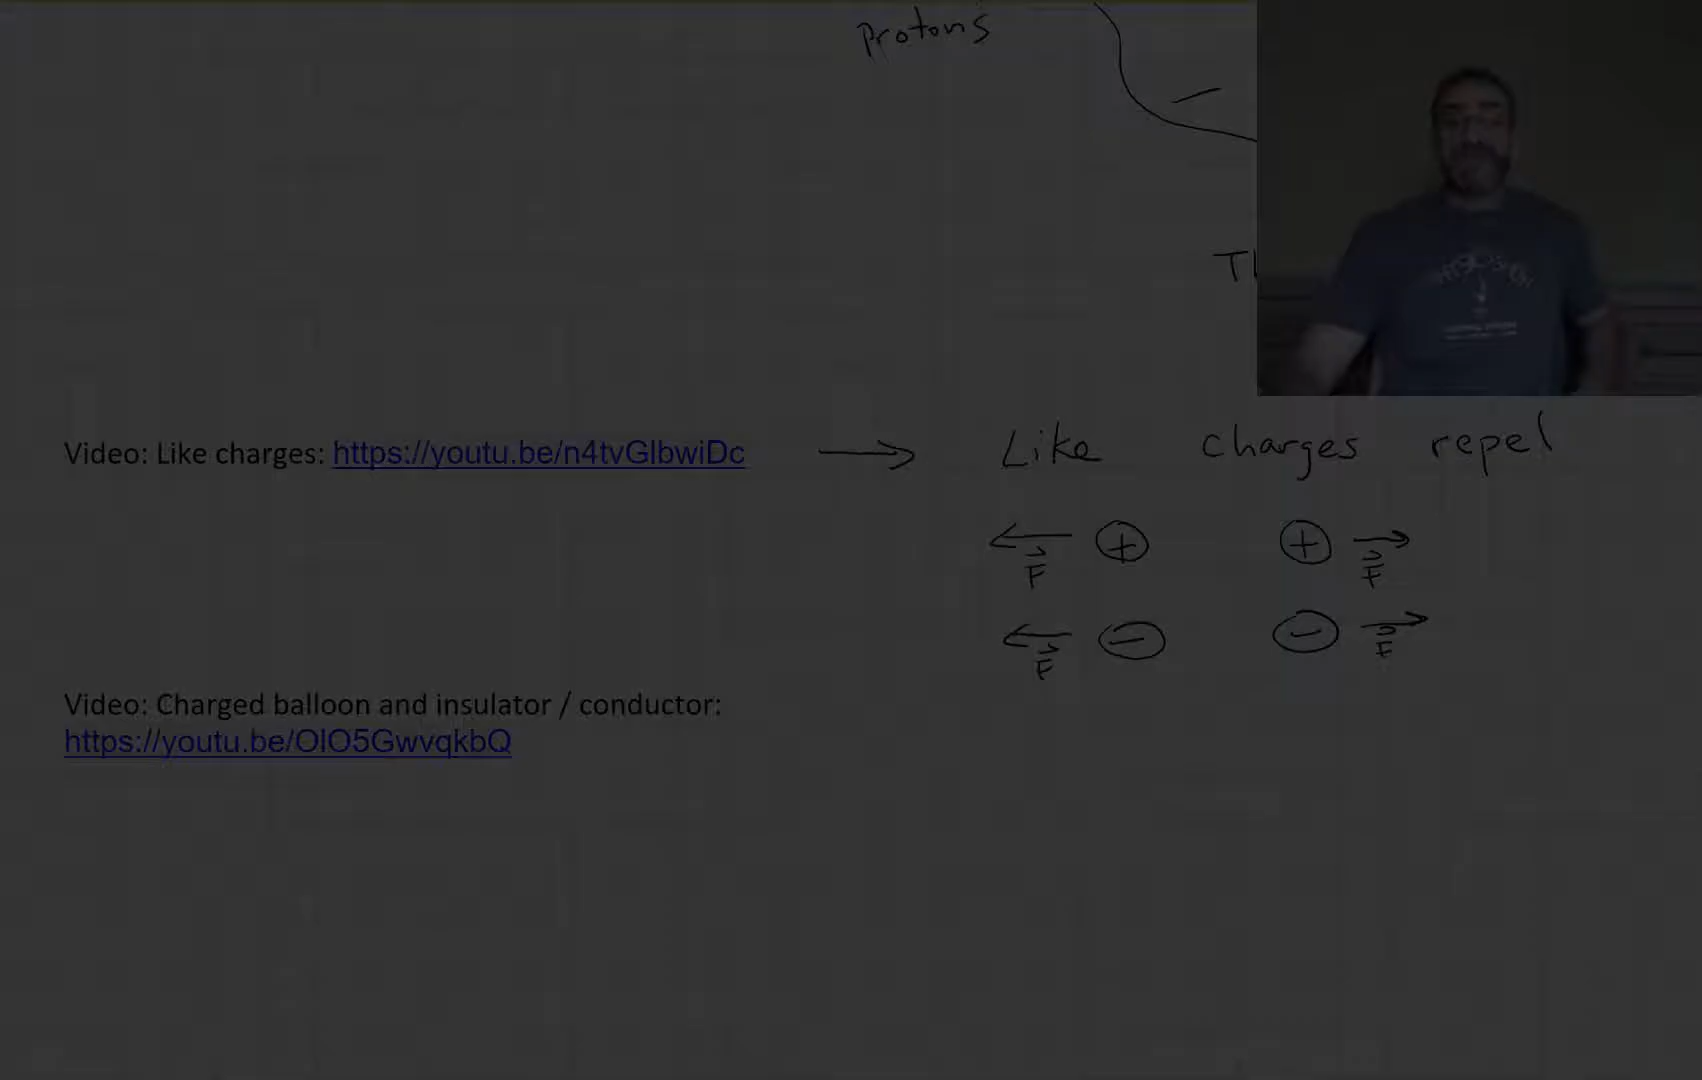 Protons
Video: Like charges: https://youtu.be/n4tvGlbwiDc → Like charges repel
+ +
F F
- -
F F
Video: Charged balloon and insulator / conductor:
https://youtu.be/OlO5GwvqkbQ